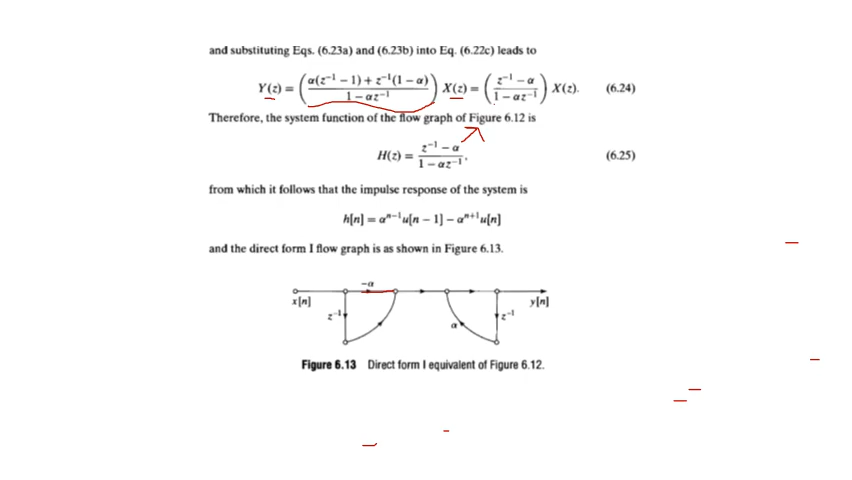 and substituting Eqs. (6.23a) and (6.23b) into Eq. (6.22c) leads to
Y(z) = ( α(z⁻¹ − 1) + z⁻¹(1 − α) / 1 − αz⁻¹ ) X(z) = ( z⁻¹ − α / 1 − αz⁻¹ ) X(z). (6.24)
Therefore, the system function of the flow graph of Figure 6.12 is
H(z) = z⁻¹ − α / 1 − αz⁻¹, (6.25)
from which it follows that the impulse response of the system is
h[n] = αⁿ⁻¹u[n − 1] − αⁿ⁺¹u[n]
and the direct form I flow graph is as shown in Figure 6.13.
−α
x[n] y[n]
z⁻¹ z⁻¹
α
Figure 6.13 Direct form I equivalent of Figure 6.12.